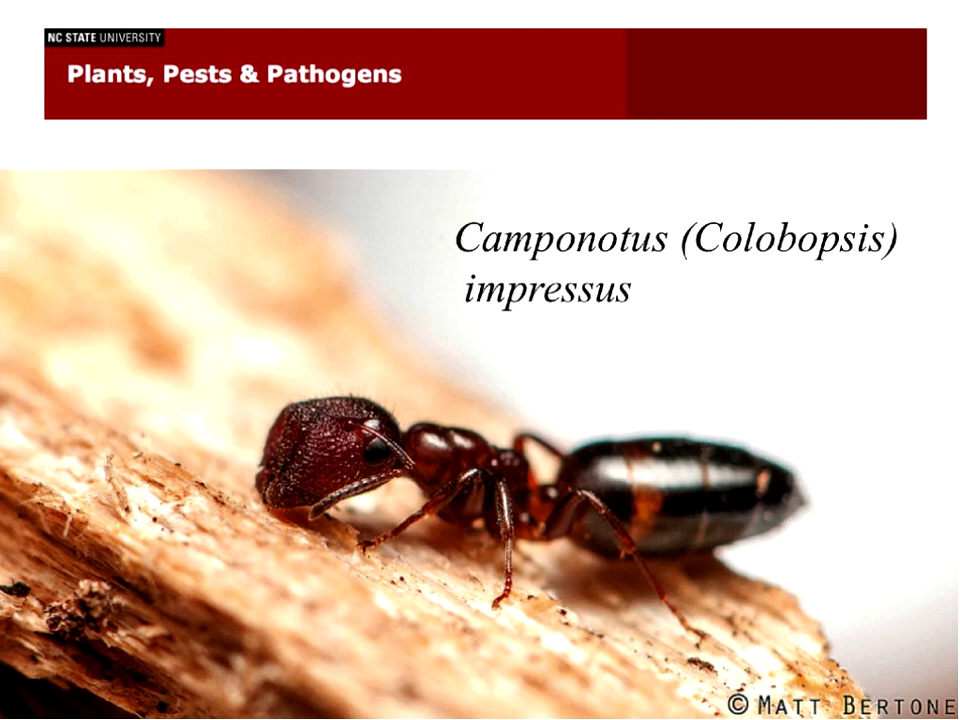 NC STATE UNIVERSITY
Plants, Pests & Pathogens
Camponotus (Colobopsis)
impressus
© MATT BERTONE